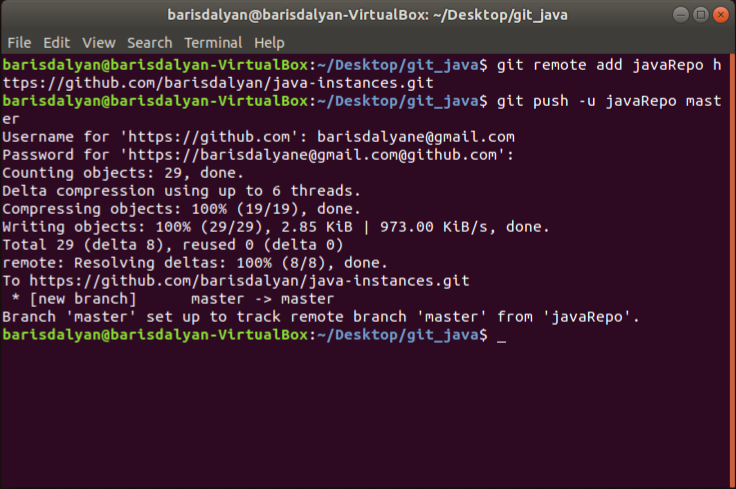 barisdalyan@barisdalyan-VirtualBox: ~/Desktop/git_java
File Edit View Search Terminal Help
barisdalyan@barisdalyan-VirtualBox:~/Desktop/git_java$ git remote add javaRepo h
ttps://github.com/barisdalyan/java-instances.git
barisdalyan@barisdalyan-VirtualBox:~/Desktop/git_java$ git push -u javaRepo mast
er
Username for 'https://github.com': barisdalyane@gmail.com
Password for 'https://barisdalyane@gmail.com@github.com':
Counting objects: 29, done.
Delta compression using up to 6 threads.
Compressing objects: 100% (19/19), done.
Writing objects: 100% (29/29), 2.85 KiB | 973.00 KiB/s, done.
Total 29 (delta 8), reused 0 (delta 0)
remote: Resolving deltas: 100% (8/8), done.
To https://github.com/barisdalyan/java-instances.git
 * [new branch]      master -> master
Branch 'master' set up to track remote branch 'master' from 'javaRepo'.
barisdalyan@barisdalyan-VirtualBox:~/Desktop/git_java$ _